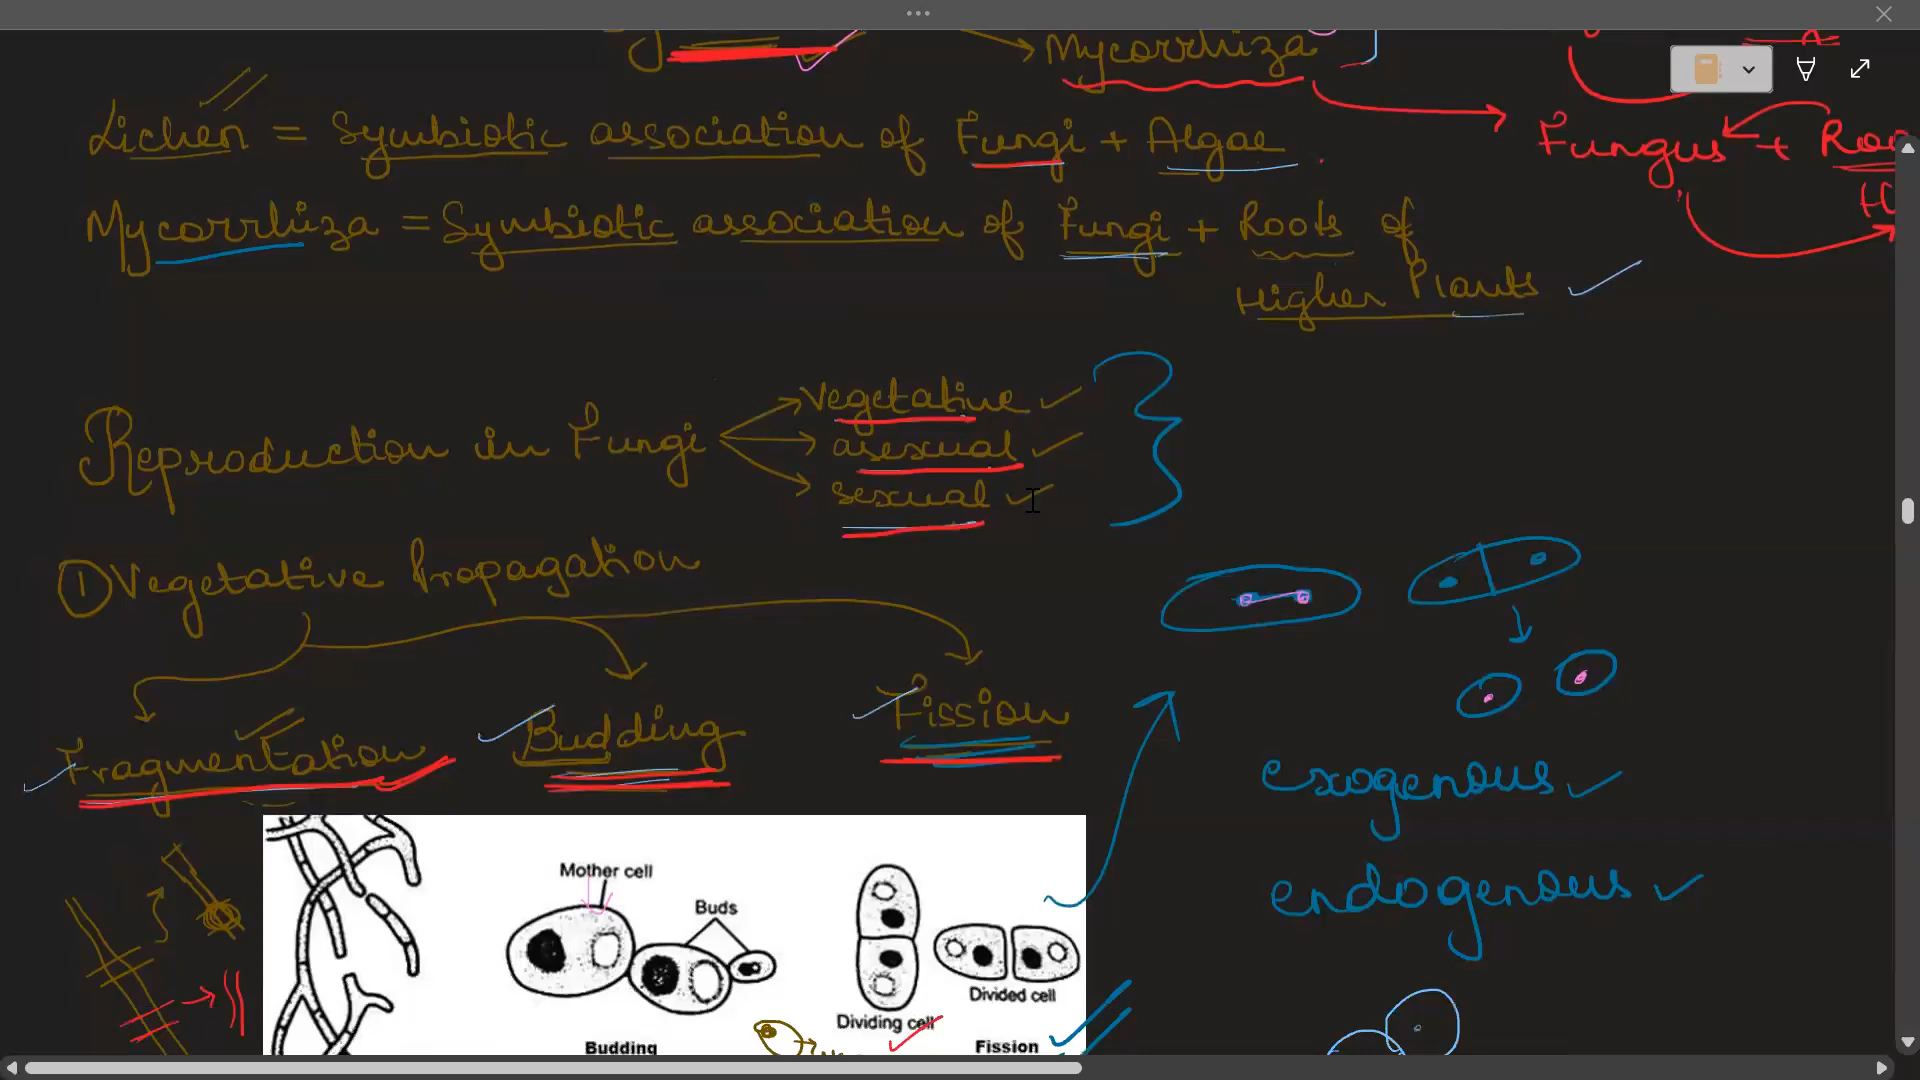 Mycorrhiza
Lichen = Symbiotic association of Fungi + Algae
Fungus +
Mycorrhiza = Symbiotic association of Fungi + Roots of
Higher Plants
Reproduction in Fungi
Vegetative
asexual
sexual
① Vegetative Propagation
Fragmentation Budding Fission
exogenous
endogenous
Mother cell
Buds
Divided cell
Dividing cell
Budding
Fission